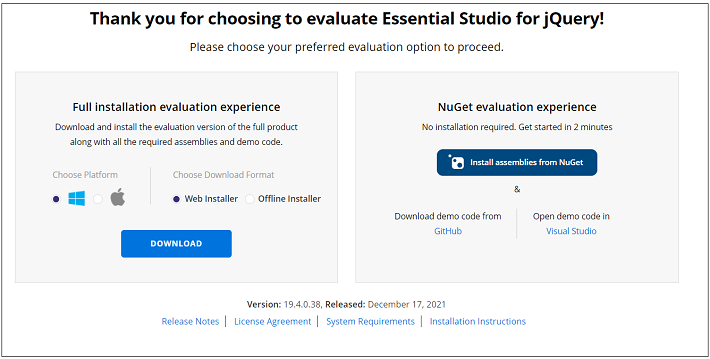 Thank you for choosing to evaluate Essential Studio for jQuery!
Please choose your preferred evaluation option to proceed.
Full installation evaluation experience
Download and install the evaluation version of the full product
along with all the required assemblies and demo code.
Choose Platform
Choose Download Format
Web Installer
Offline Installer
DOWNLOAD
NuGet evaluation experience
No installation required. Get started in 2 minutes
Install assemblies from NuGet
&
Download demo code from
GitHub
Open demo code in
Visual Studio
Version: 19.4.0.38, Released: December 17, 2021
Release Notes | License Agreement | System Requirements | Installation Instructions